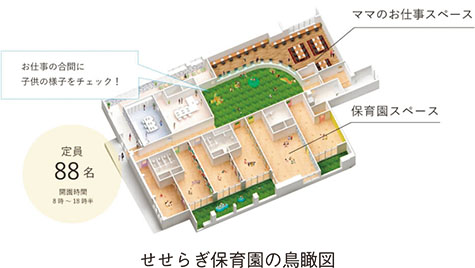 ママのお仕事スペース
お仕事の合間に
子供の様子をチェック！
保育園スペース
定員
88名
開園時間
8時〜18時半
せせらぎ保育園の鳥瞰図